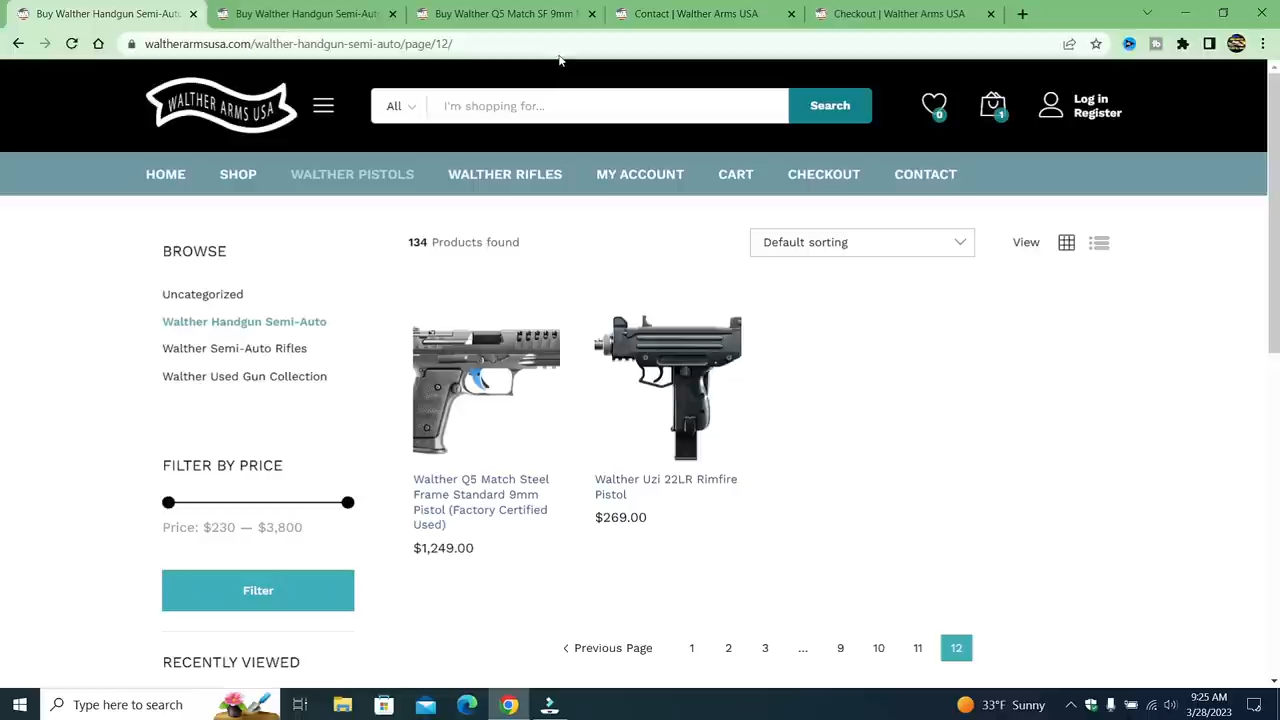 Buy Walther Handgun Semi-Auto
Buy Walther Handgun Semi-Auto
Buy Walther Q5 Match SF 9mm
Contact | Walther Arms USA
Checkout | Walther Arms USA
waltherarmsusa.com/walther-handgun-semi-auto/page/12/
WALTHER ARMS USA
All
I'm shopping for...
Search
0
1
Log in
Register
HOME
SHOP
WALTHER PISTOLS
WALTHER RIFLES
MY ACCOUNT
CART
CHECKOUT
CONTACT
BROWSE
134 Products found
Default sorting
View
Uncategorized
Walther Handgun Semi-Auto
Walther Semi-Auto Rifles
Walther Used Gun Collection
FILTER BY PRICE
Price: $230 — $3,800
Filter
RECENTLY VIEWED
Walther Q5 Match Steel
Frame Standard 9mm
Pistol (Factory Certified
Used)
$1,249.00
Walther Uzi 22LR Rimfire
Pistol
$269.00
Previous Page
1
2
3
...
9
10
11
12
Type here to search
33°F Sunny
9:25 AM
3/28/2023